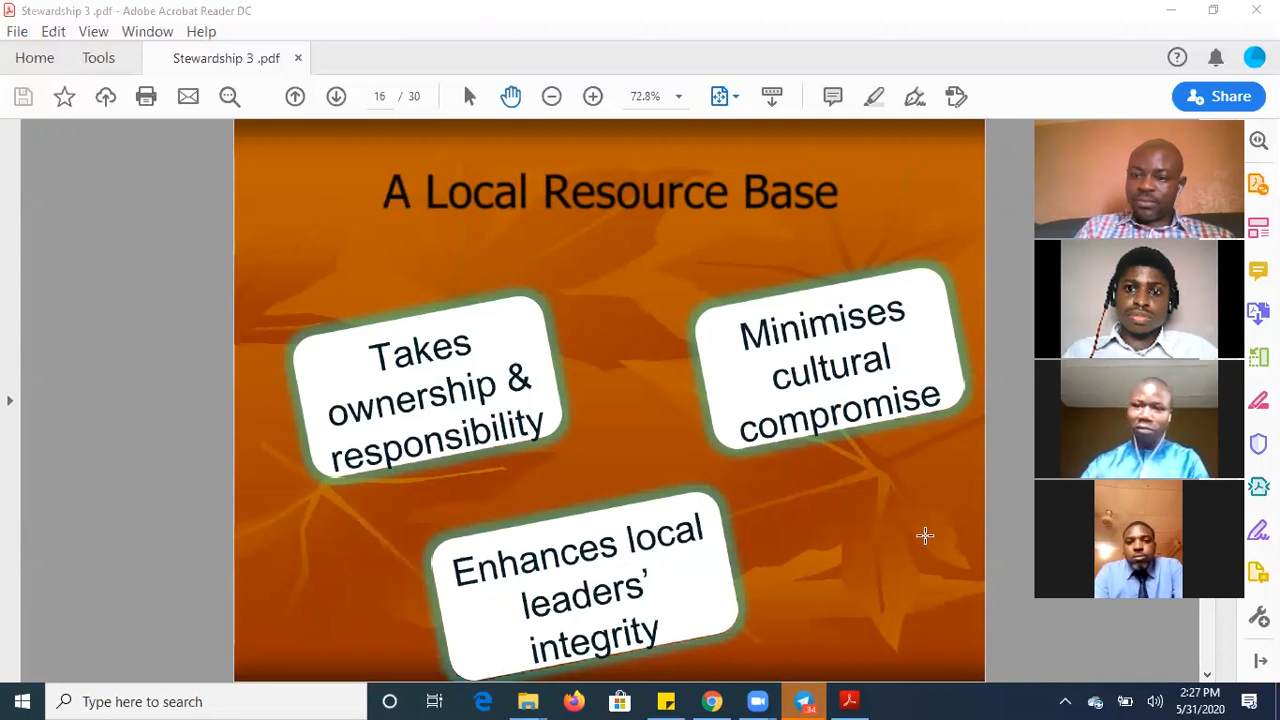 Stewardship 3 .pdf - Adobe Acrobat Reader DC
File Edit View Window Help
Home Tools Stewardship 3 .pdf ×
16 / 30 72.8% Share
A Local Resource Base
Takes
ownership &
responsibility
Minimises
cultural
compromise
Enhances local
leaders’
integrity
Type here to search
34
2:27 PM
5/31/2020